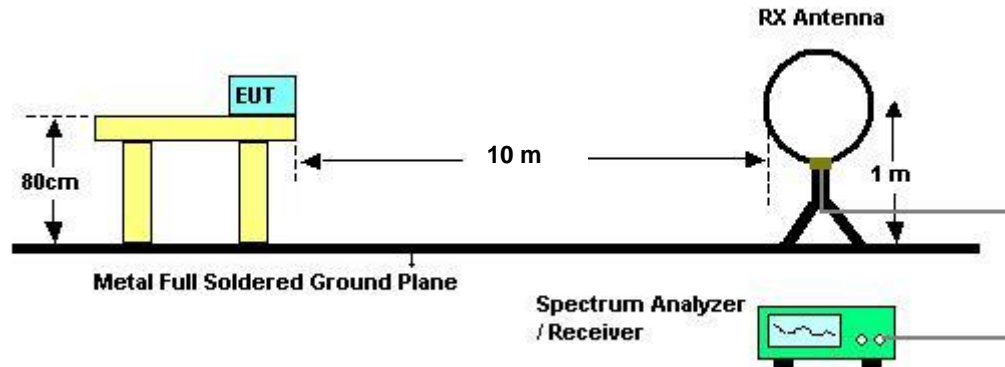 RX Antenna
EUT
10 m
80cm
1 m
Metal Full Soldered Ground Plane
Spectrum Analyzer
/ Receiver